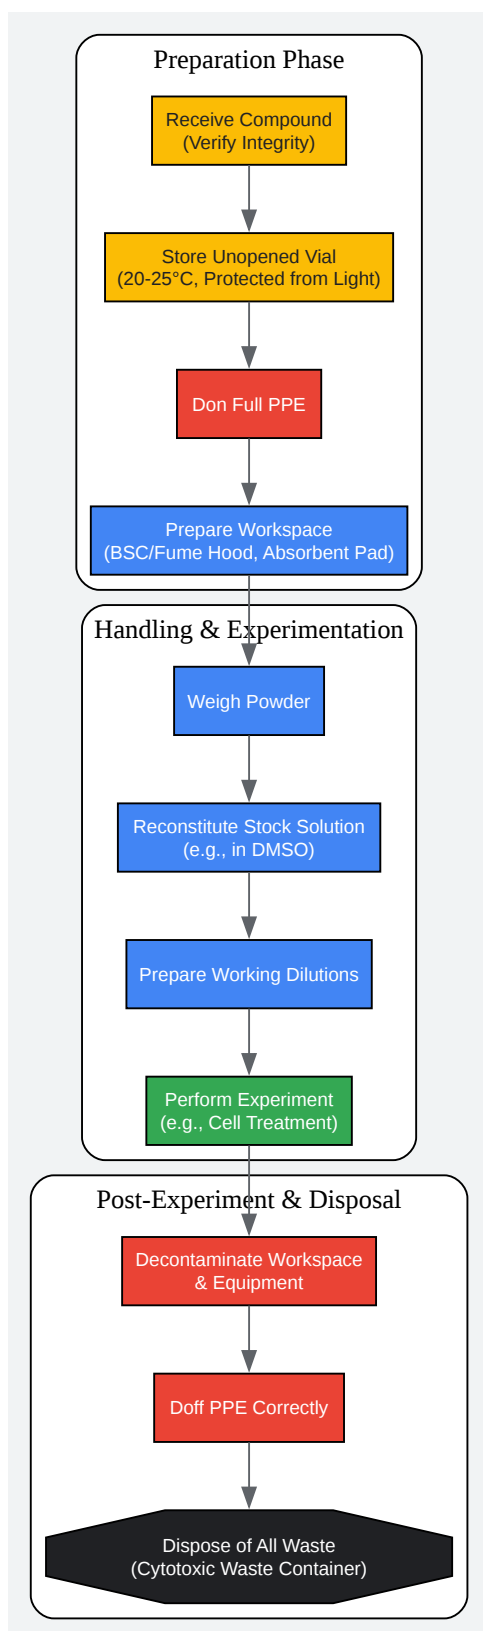 Preparation Phase
Receive Compound
(Verify Integrity)
Store Unopened Vial
(20-25°C, Protected from Light)
Don Full PPE
Prepare Workspace
(BSC/Fume Hood, Absorbent Pad)
Handling & Experimentation
Weigh Powder
Reconstitute Stock Solution
(e.g., in DMSO)
Prepare Working Dilutions
Perform Experiment
(e.g., Cell Treatment)
Post-Experiment & Disposal
Decontaminate Workspace
& Equipment
Doff PPE Correctly
Dispose of All Waste
(Cytotoxic Waste Container)